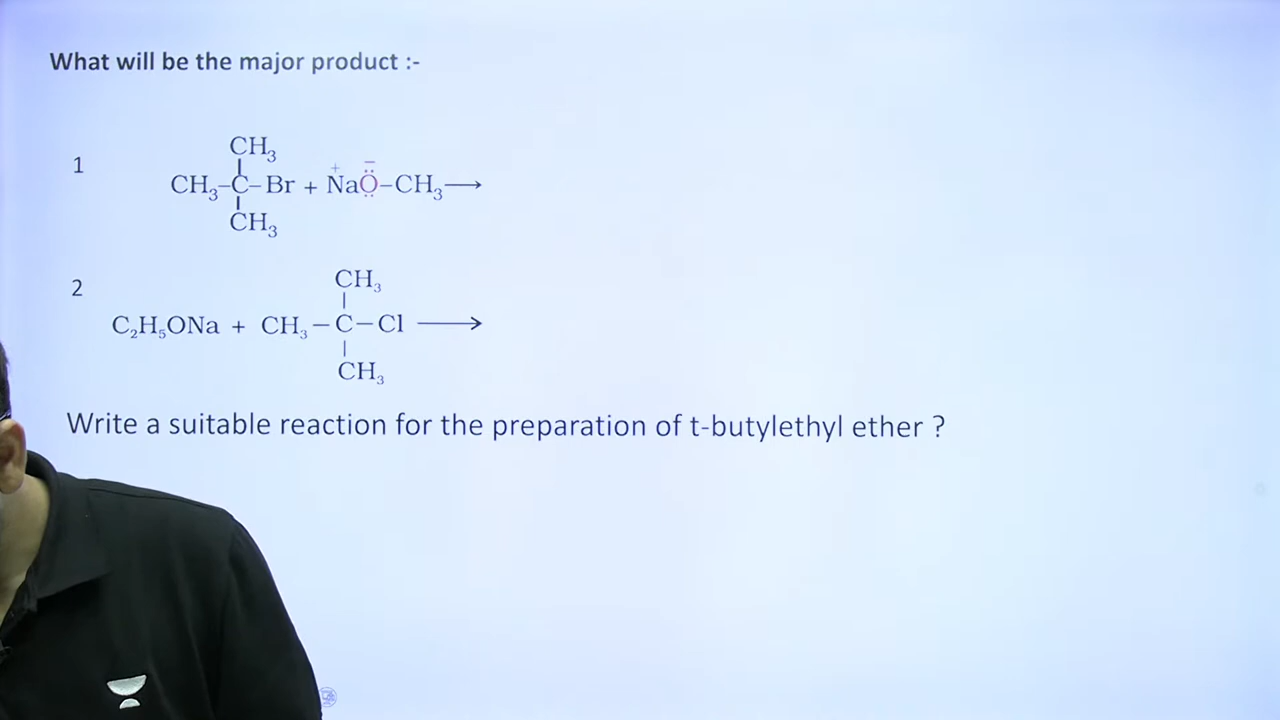 What will be the major product :-
1
CH₃
CH₃–C–Br + N⁺aÖ⁻–CH₃⟶
CH₃
2
CH₃
C₂H₅ONa + CH₃–C–Cl ⟶
CH₃
Write a suitable reaction for the preparation of t-butylethyl ether ?